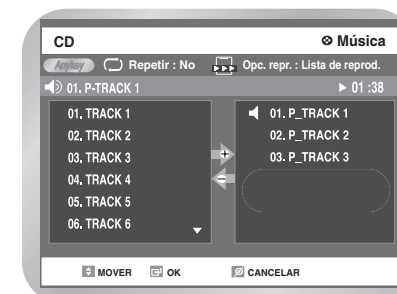 CD Música
Anykey Repetir : No Opc. repr. : Lista de reprod.
01. P-TRACK 1 01 :38
01. TRACK 1
02. TRACK 2
03. TRACK 3
04. TRACK 4
05. TRACK 5
06. TRACK 6
01. P_TRACK 1
02. P_TRACK 2
03. P_TRACK 3
MOVER OK CANCELAR